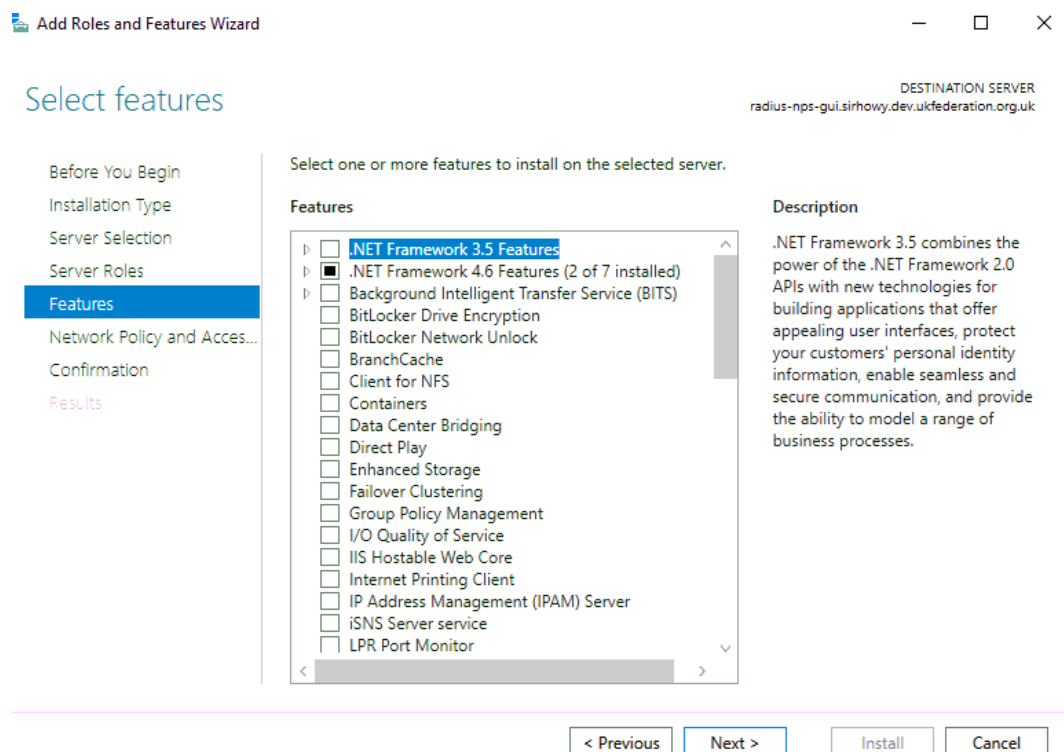 Add Roles and Features Wizard
Select features
DESTINATION SERVER
radius-nps-gui.sirhowy.dev.ukfederation.org.uk
Before You Begin
Installation Type
Server Selection
Server Roles
Features
Network Policy and Acces...
Confirmation
Results
Select one or more features to install on the selected server.
Features
.NET Framework 3.5 Features
.NET Framework 4.6 Features (2 of 7 installed)
Background Intelligent Transfer Service (BITS)
BitLocker Drive Encryption
BitLocker Network Unlock
BranchCache
Client for NFS
Containers
Data Center Bridging
Direct Play
Enhanced Storage
Failover Clustering
Group Policy Management
I/O Quality of Service
IIS Hostable Web Core
Internet Printing Client
IP Address Management (IPAM) Server
iSNS Server service
LPR Port Monitor
Description
.NET Framework 3.5 combines the
power of the .NET Framework 2.0
APIs with new technologies for
building applications that offer
appealing user interfaces, protect
your customers' personal identity
information, enable seamless and
secure communication, and provide
the ability to model a range of
business processes.
< Previous
Next >
Install
Cancel